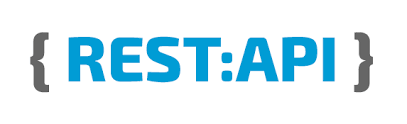 { REST:API }